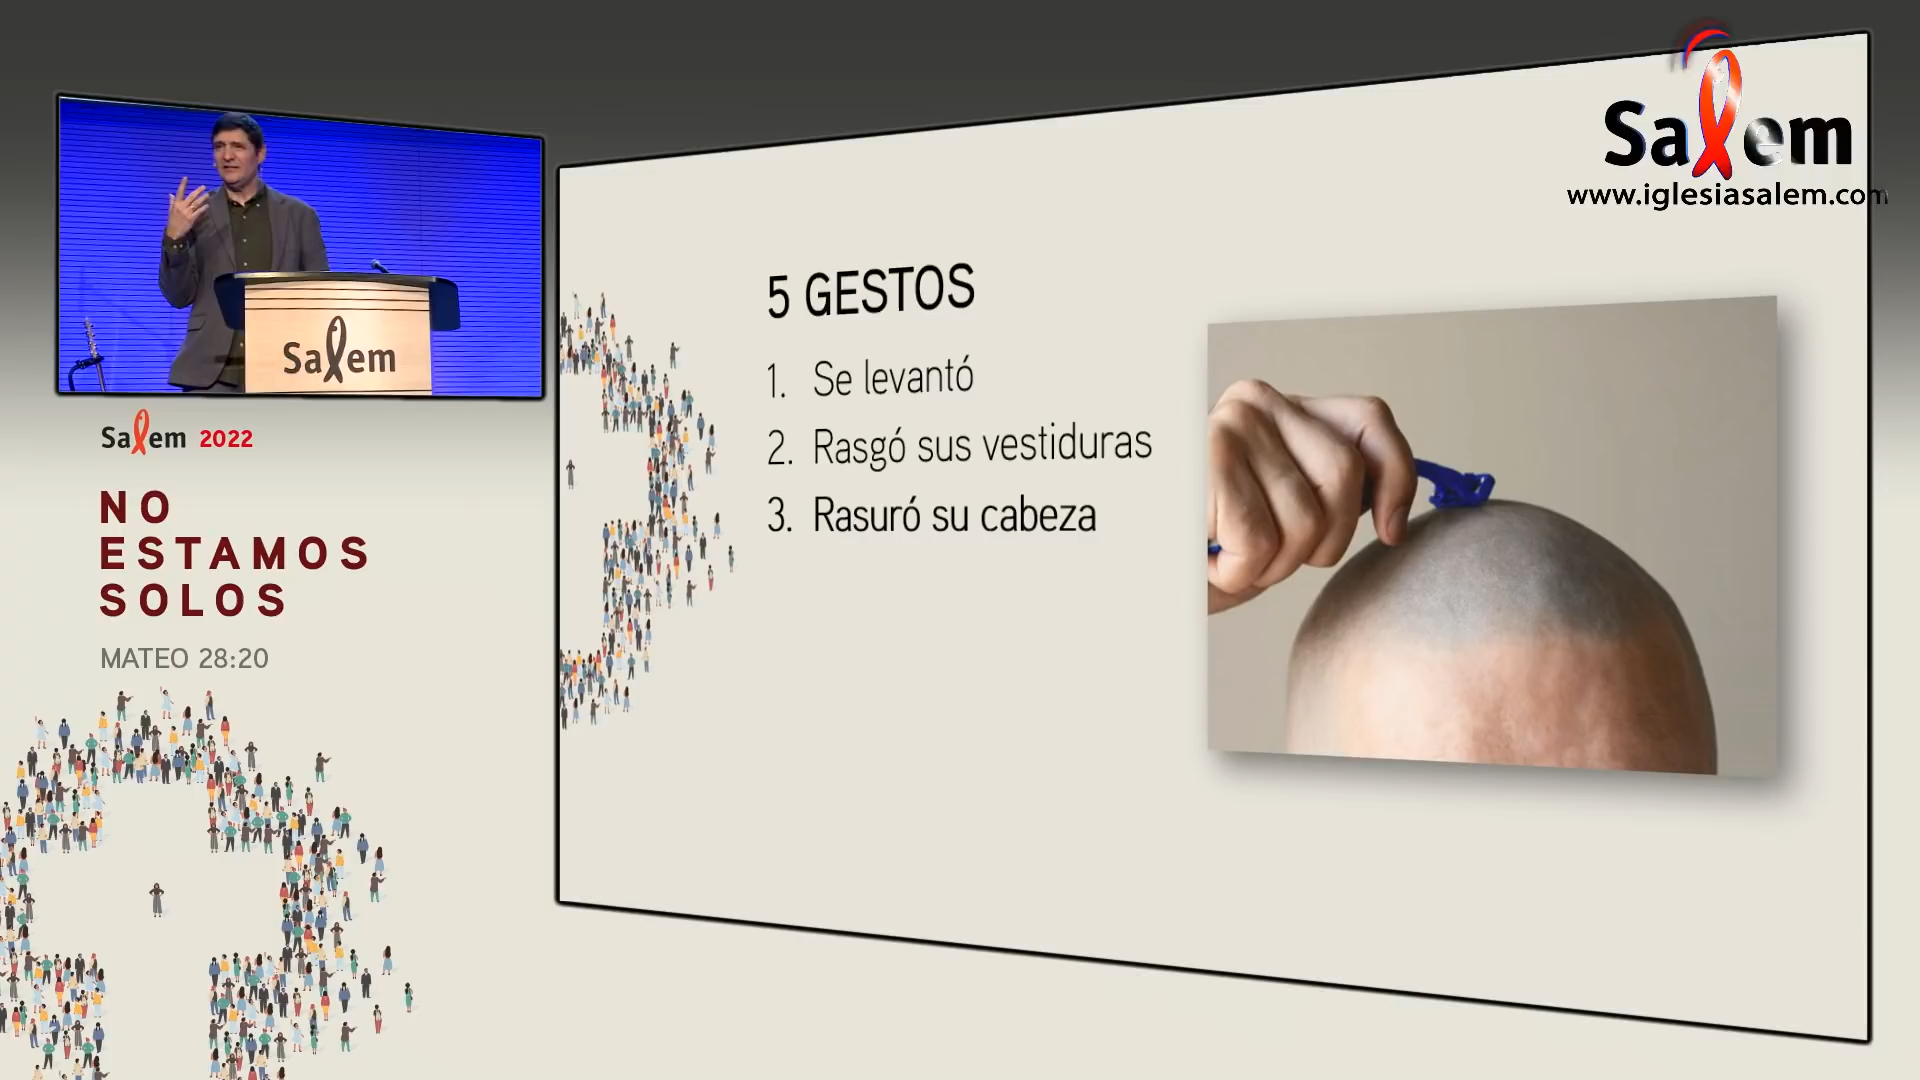 Salem
www.iglesiasalem.com
Salem
Salem 2022
NO
ESTAMOS
SOLOS
MATEO 28:20
5 GESTOS
1. Se levantó
2. Rasgó sus vestiduras
3. Rasuró su cabeza